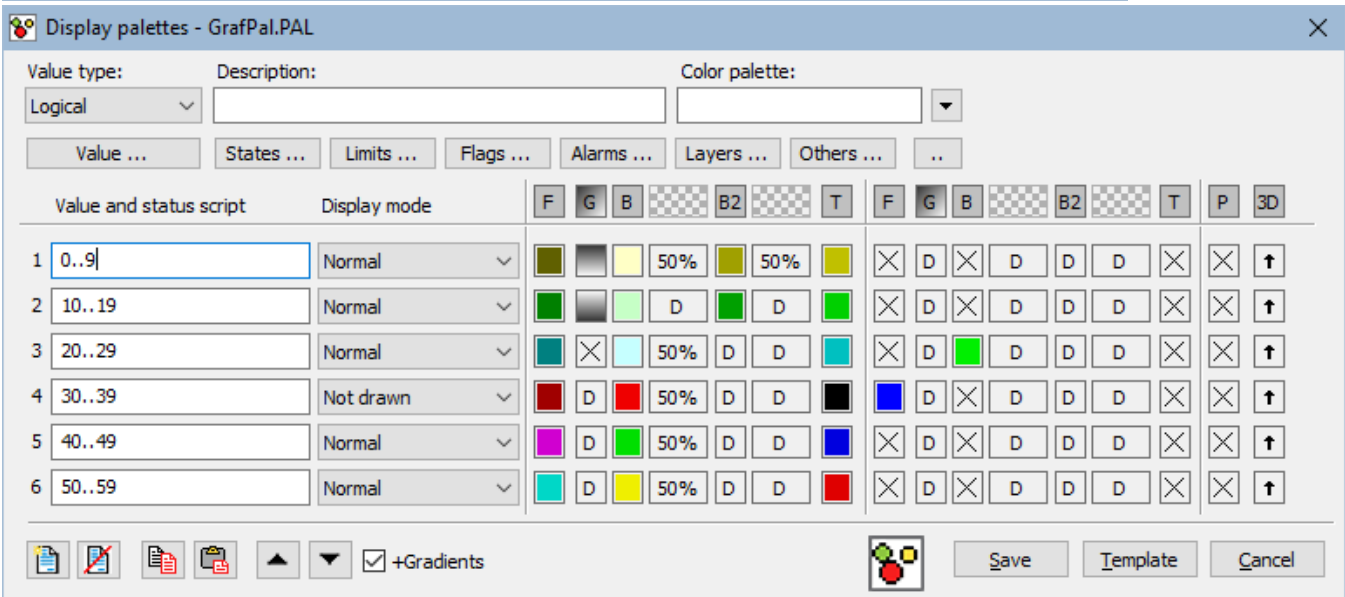 Display palettes - GrafPal.PAL
Value type: Description: Color palette:
Logical
Value ... States ... Limits ... Flags ... Alarms ... Layers ... Others ... ..
Value and status script Display mode F G B B2 T F G B B2 T P 3D
1 0..9 Normal 50% 50% D D D D
2 10..19 Normal D D D D D D
3 20..29 Normal 50% D D D D D D
4 30..39 Not drawn D 50% D D D D D D
5 40..49 Normal D 50% D D D D D D
6 50..59 Normal D 50% D D D D D D
+Gradients Save Template Cancel